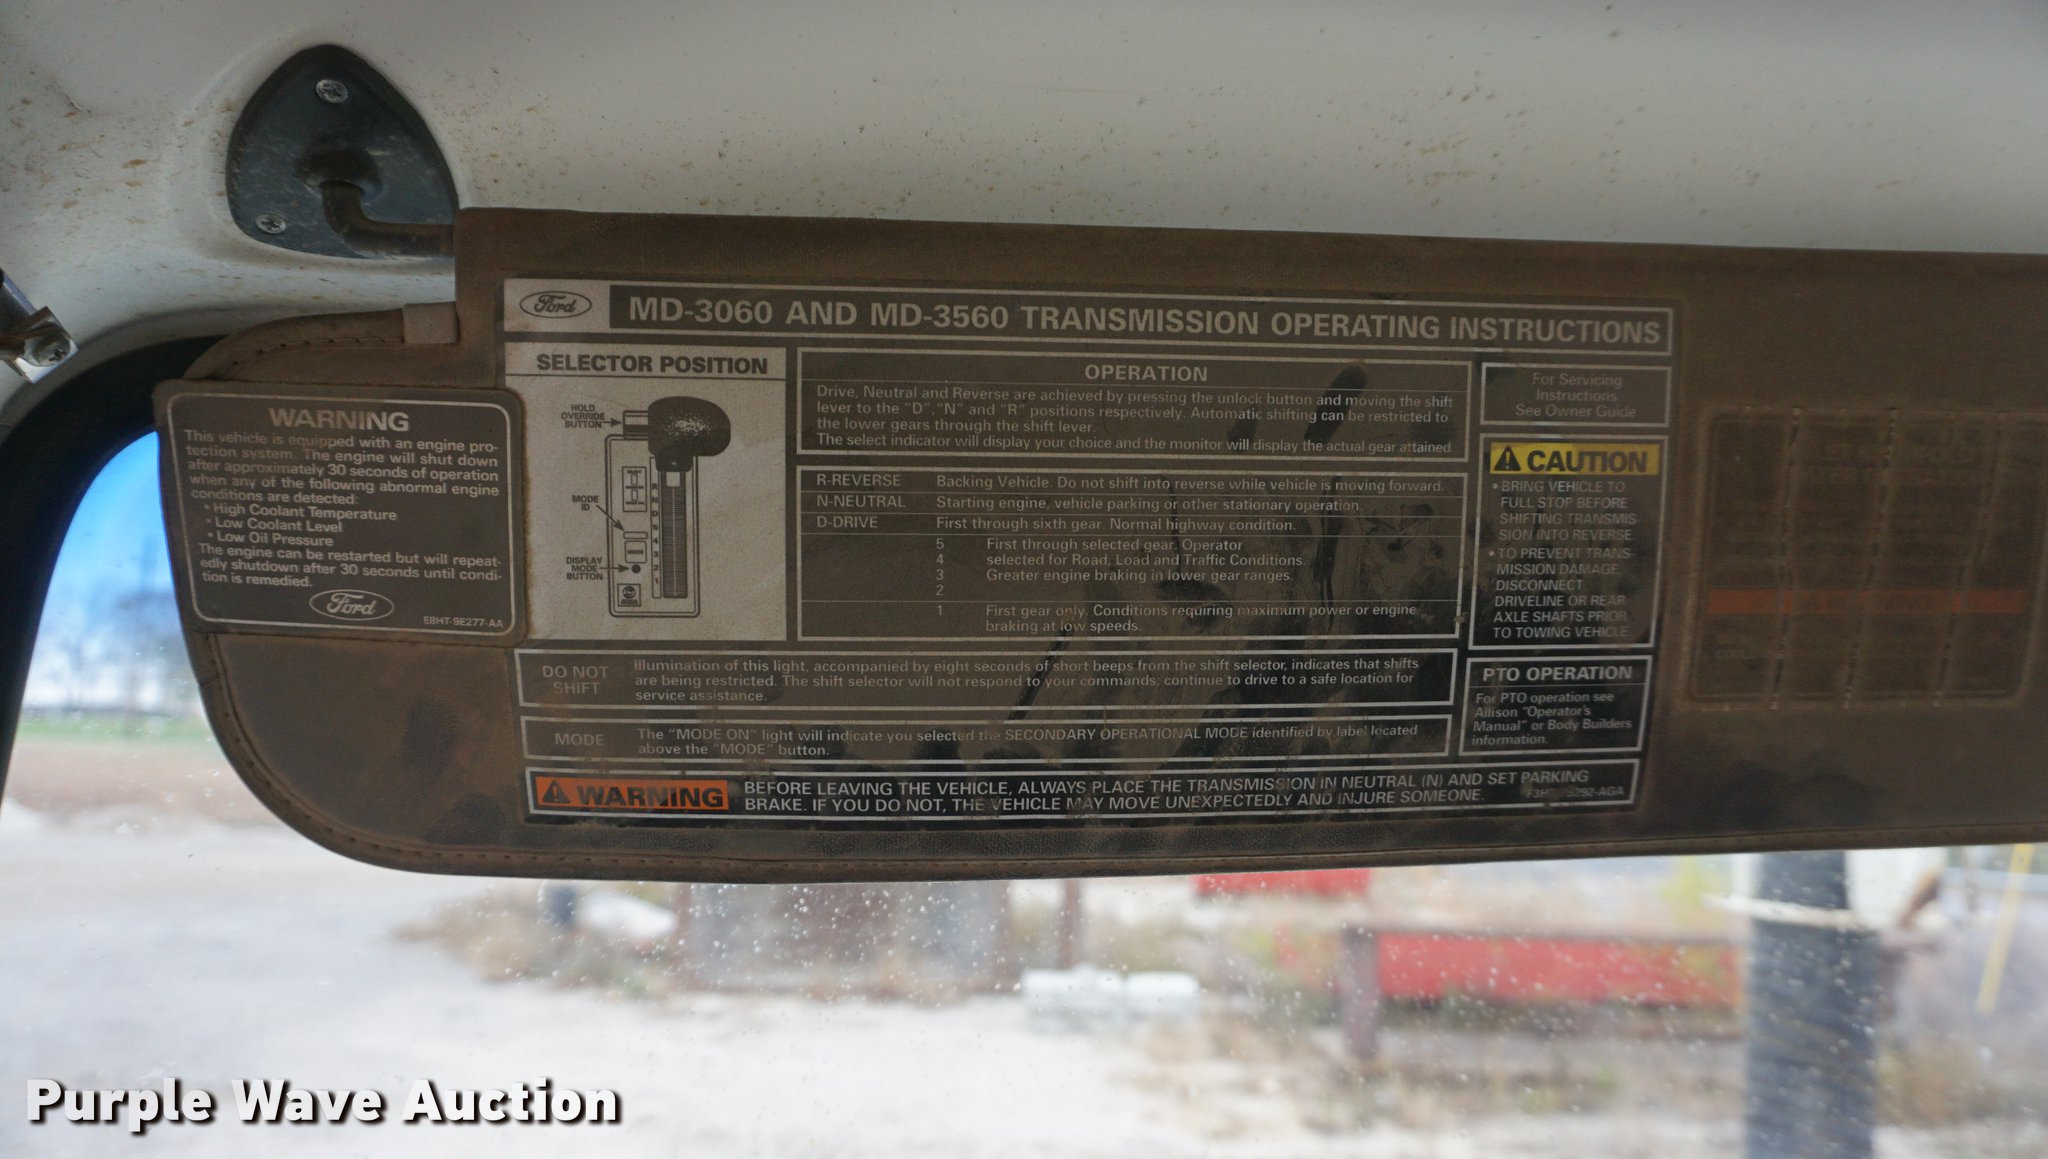 WARNING
This vehicle is equipped with an engine pro-
tection system. The engine will shut down
after approximately 30 seconds of operation
when any of the following abnormal engine
conditions are detected:
• High Coolant Temperature
• Low Coolant Level
• Low Oil Pressure
The engine can be restarted but will repeat-
edly shutdown after 30 seconds until condi-
tion is remedied.
Ford
E8HT-9E277-AA
Ford
MD-3060 AND MD-3560 TRANSMISSION OPERATING INSTRUCTIONS
SELECTOR POSITION
HOLD
OVERRIDE
BUTTON
MODE
ID
DISPLAY
MODE
BUTTON
R
N
D
5
4
3
2
1
MODE
OPERATION
Drive, Neutral and Reverse are achieved by pressing the unlock button and moving the shift
lever to the "D", "N" and "R" positions respectively. Automatic shifting can be restricted to
the lower gears through the shift lever.
The select indicator will display your choice and the monitor will display the actual gear attained.
R-REVERSE Backing Vehicle. Do not shift into reverse while vehicle is moving forward.
N-NEUTRAL Starting engine, vehicle parking or other stationary operation.
D-DRIVE First through sixth gear. Normal highway condition.
5 First through selected gear. Operator
4 selected for Road, Load and Traffic Conditions.
3 Greater engine braking in lower gear ranges.
2
1 First gear only. Conditions requiring maximum power or engine
braking at low speeds.
For Servicing
Instructions
See Owner Guide
CAUTION
• BRING VEHICLE TO
FULL STOP BEFORE
SHIFTING TRANSMIS-
SION INTO REVERSE.
• TO PREVENT TRANS-
MISSION DAMAGE,
DISCONNECT
DRIVELINE OR REAR
AXLE SHAFTS PRIOR
TO TOWING VEHICLE
PTO OPERATION
For PTO operation see
Allison "Operator's
Manual" or Body Builders
information.
DO NOT
SHIFT
Illumination of this light, accompanied by eight seconds of short beeps from the shift selector, indicates that shifts
are being restricted. The shift selector will not respond to your commands, continue to drive to a safe location for
service assistance.
MODE
The "MODE ON" light will indicate you selected the SECONDARY OPERATIONAL MODE identified by label located
above the "MODE" button.
WARNING
BEFORE LEAVING THE VEHICLE, ALWAYS PLACE THE TRANSMISSION IN NEUTRAL (N) AND SET PARKING
BRAKE. IF YOU DO NOT, THE VEHICLE MAY MOVE UNEXPECTEDLY AND INJURE SOMEONE.
Purple Wave Auction